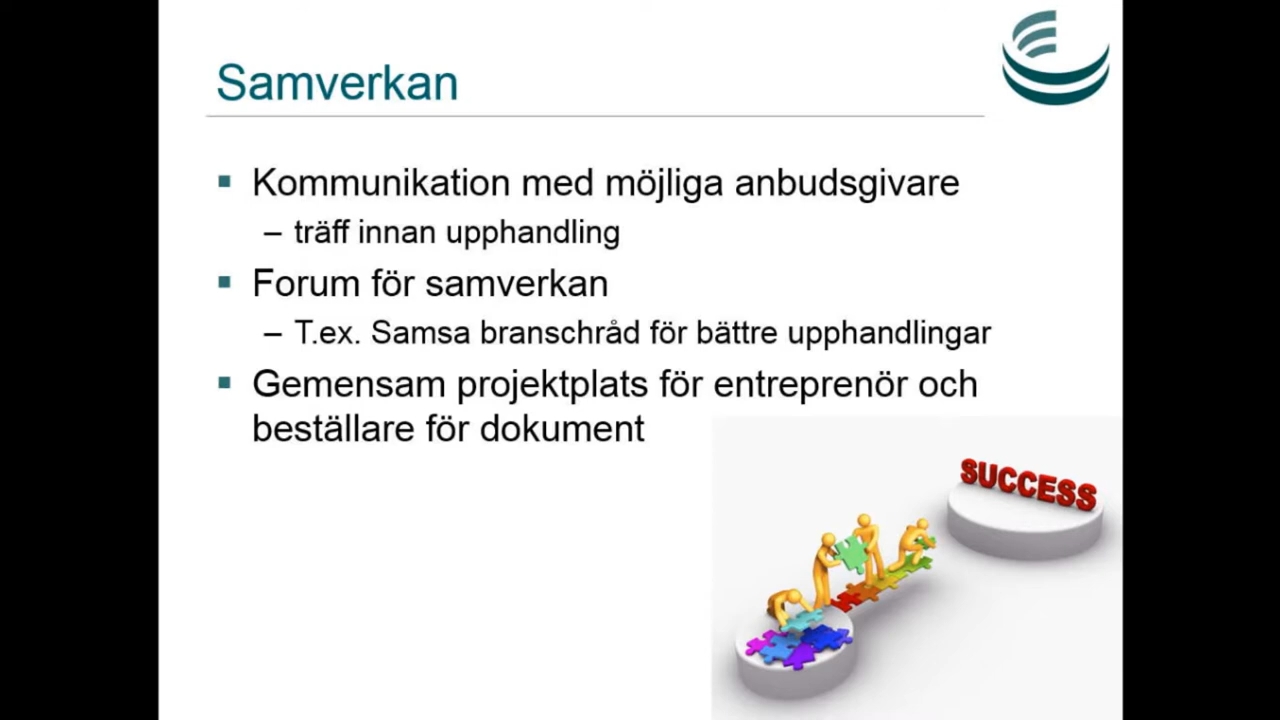 Samverkan
▪ Kommunikation med möjliga anbudsgivare
– träff innan upphandling
▪ Forum för samverkan
– T.ex. Samsa branschråd för bättre upphandlingar
▪ Gemensam projektplats för entreprenör och
beställare för dokument
SUCCESS